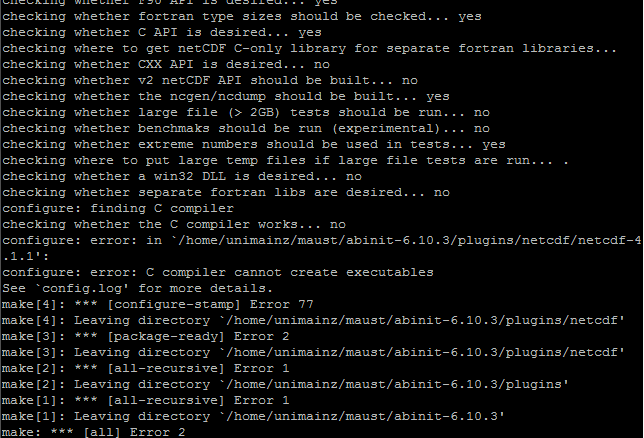 checking whether F90 API is desired... yes
checking whether fortran type sizes should be checked... yes
checking whether C API is desired... yes
checking where to get netCDF C-only library for separate fortran libraries...
checking whether CXX API is desired... no
checking whether v2 netCDF API should be built... no
checking whether the ncgen/ncdump should be built... yes
checking whether large file (> 2GB) tests should be run... no
checking whether benchmaks should be run (experimental)... no
checking whether extreme numbers should be used in tests... yes
checking where to put large temp files if large file tests are run... .
checking whether a win32 DLL is desired... no
checking whether separate fortran libs are desired... no
configure: finding C compiler
checking whether the C compiler works... no
configure: error: in `/home/unimainz/maust/abinit-6.10.3/plugins/netcdf/netcdf-4
.1.1':
configure: error: C compiler cannot create executables
See `config.log' for more details.
make[4]: *** [configure-stamp] Error 77
make[4]: Leaving directory `/home/unimainz/maust/abinit-6.10.3/plugins/netcdf'
make[3]: *** [package-ready] Error 2
make[3]: Leaving directory `/home/unimainz/maust/abinit-6.10.3/plugins/netcdf'
make[2]: *** [all-recursive] Error 1
make[2]: Leaving directory `/home/unimainz/maust/abinit-6.10.3/plugins'
make[1]: *** [all-recursive] Error 1
make[1]: Leaving directory `/home/unimainz/maust/abinit-6.10.3'
make: *** [all] Error 2